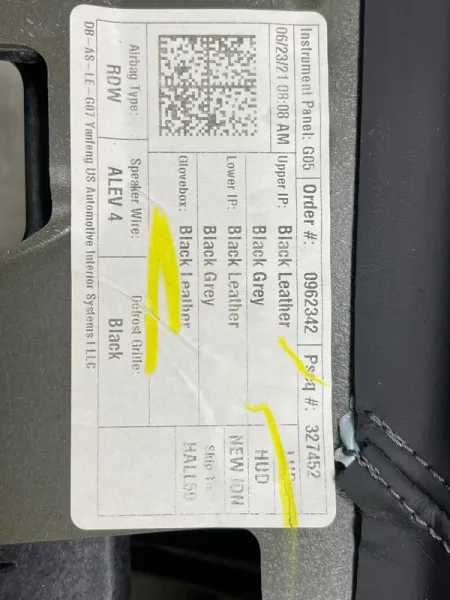 Instrument Panel: G05 Order #: 0962342 Pseq #: 327452
06/23/21 08:08 AM
Upper IP: Black Leather
Black Grey
HUD
Lower IP: Black Leather
NEW ION
Black Grey
Ship To:
Glovebox: Black Leather
HALL50
Airbag Type: Speaker Wire: Defrost Grille:
RDW ALEV 4 Black
DB-AS-LE-G07 Yanfeng US Automotive Interior Systems I LLC